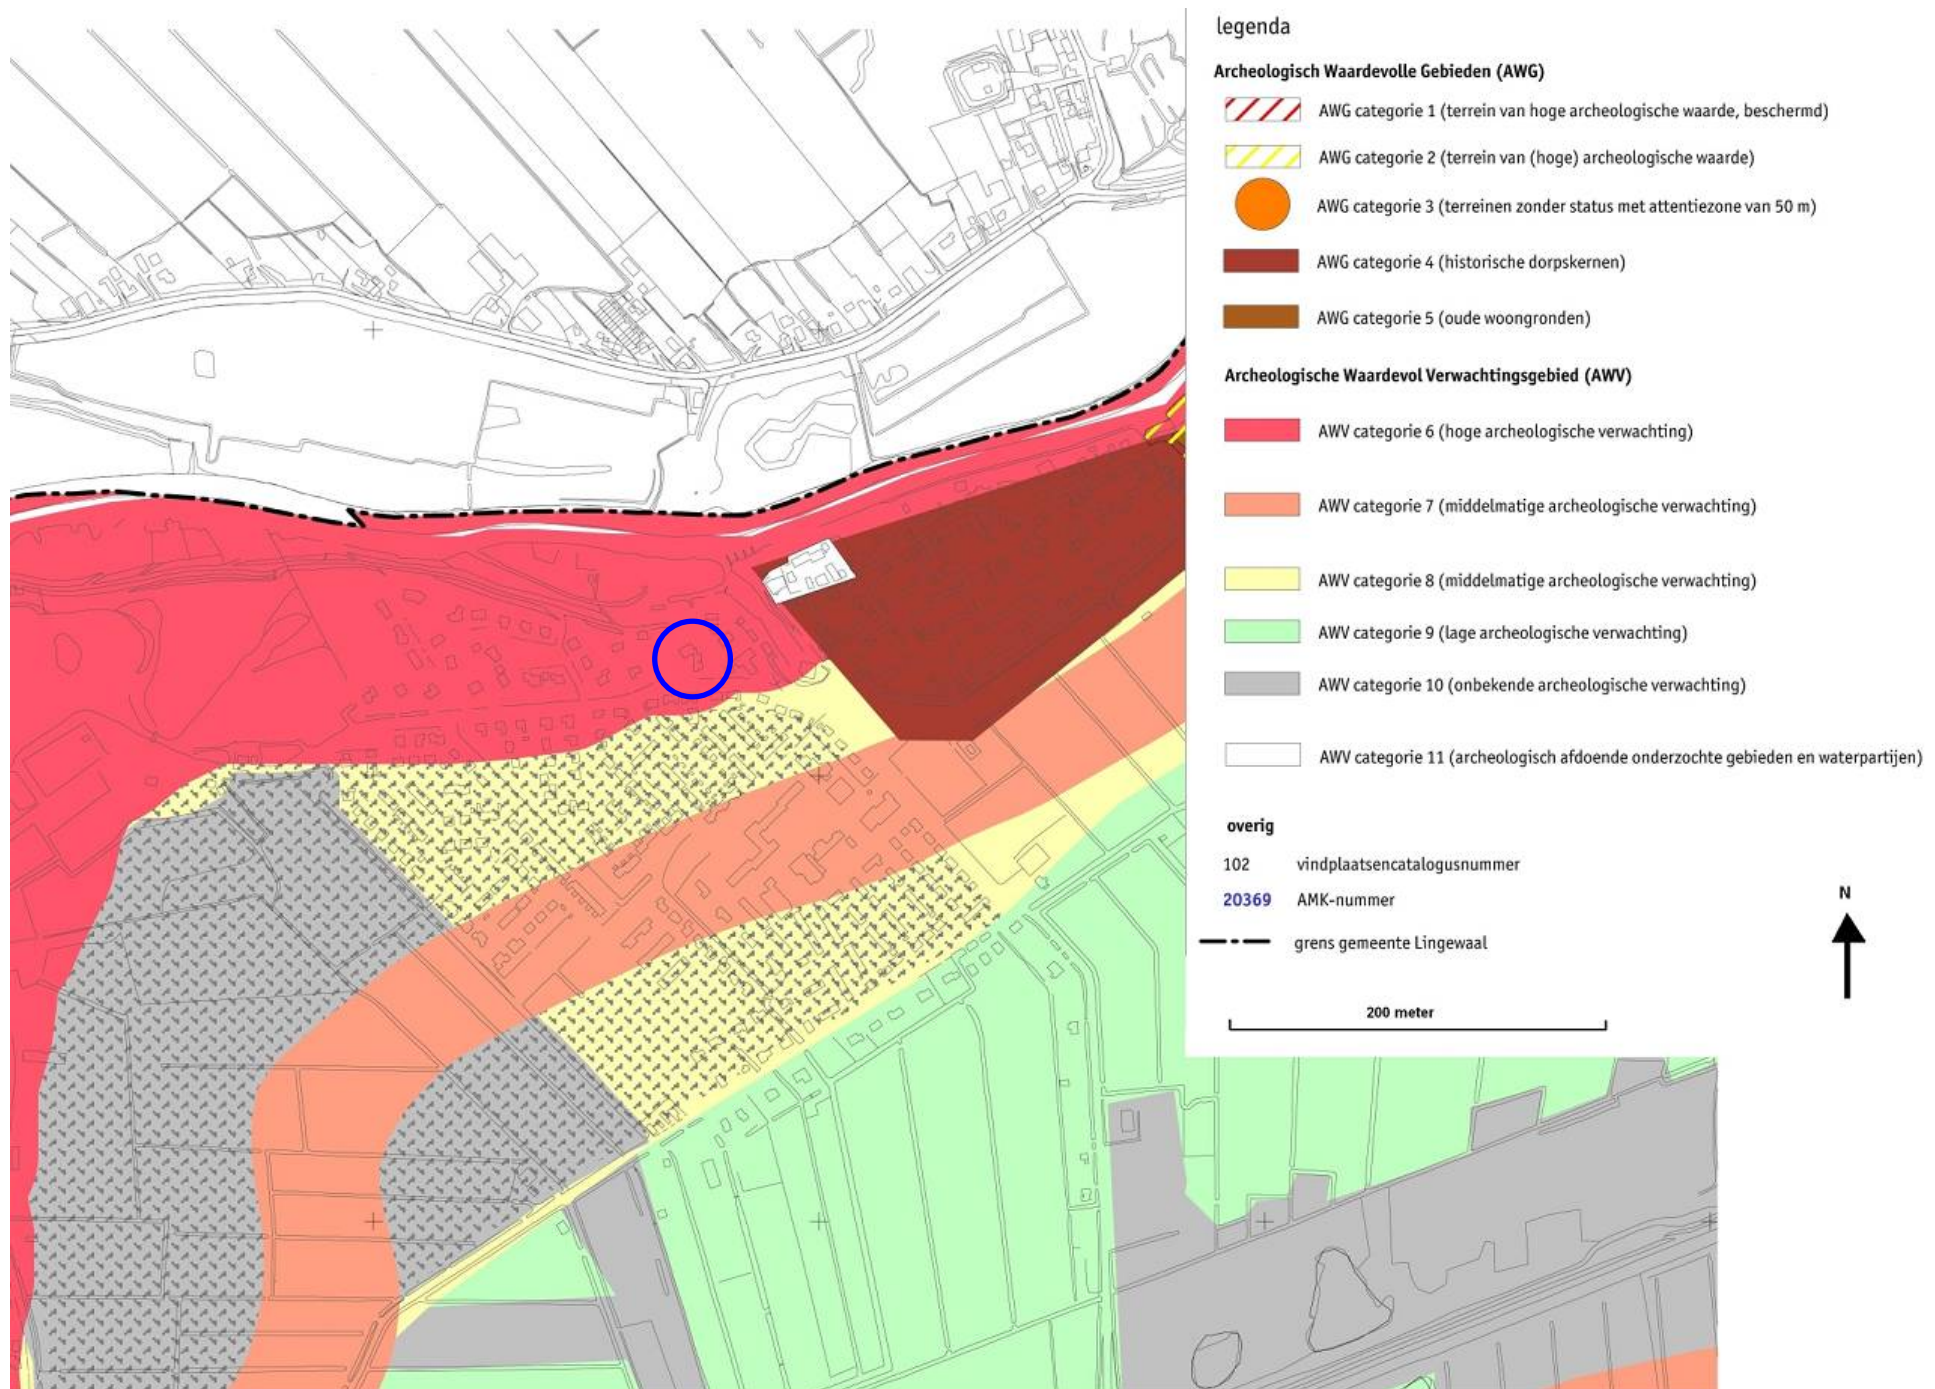 legenda
Archeologisch Waardevolle Gebieden (AWG)
AWG categorie 1 (terrein van hoge archeologische waarde, beschermd)
AWG categorie 2 (terrein van (hoge) archeologische waarde)
AWG categorie 3 (terreinen zonder status met attentiezone van 50 m)
AWG categorie 4 (historische dorpskernen)
AWG categorie 5 (oude woongronden)
Archeologische Waardevol Verwachtingsgebied (AWV)
AWV categorie 6 (hoge archeologische verwachting)
AWV categorie 7 (middelmatige archeologische verwachting)
AWV categorie 8 (middelmatige archeologische verwachting)
AWV categorie 9 (lage archeologische verwachting)
AWV categorie 10 (onbekende archeologische verwachting)
AWV categorie 11 (archeologisch afdoende onderzochte gebieden en waterpartijen)
overig
102 vindplaatsencatalogusnummer
20369 AMK-nummer
grens gemeente Lingewaal
N
200 meter